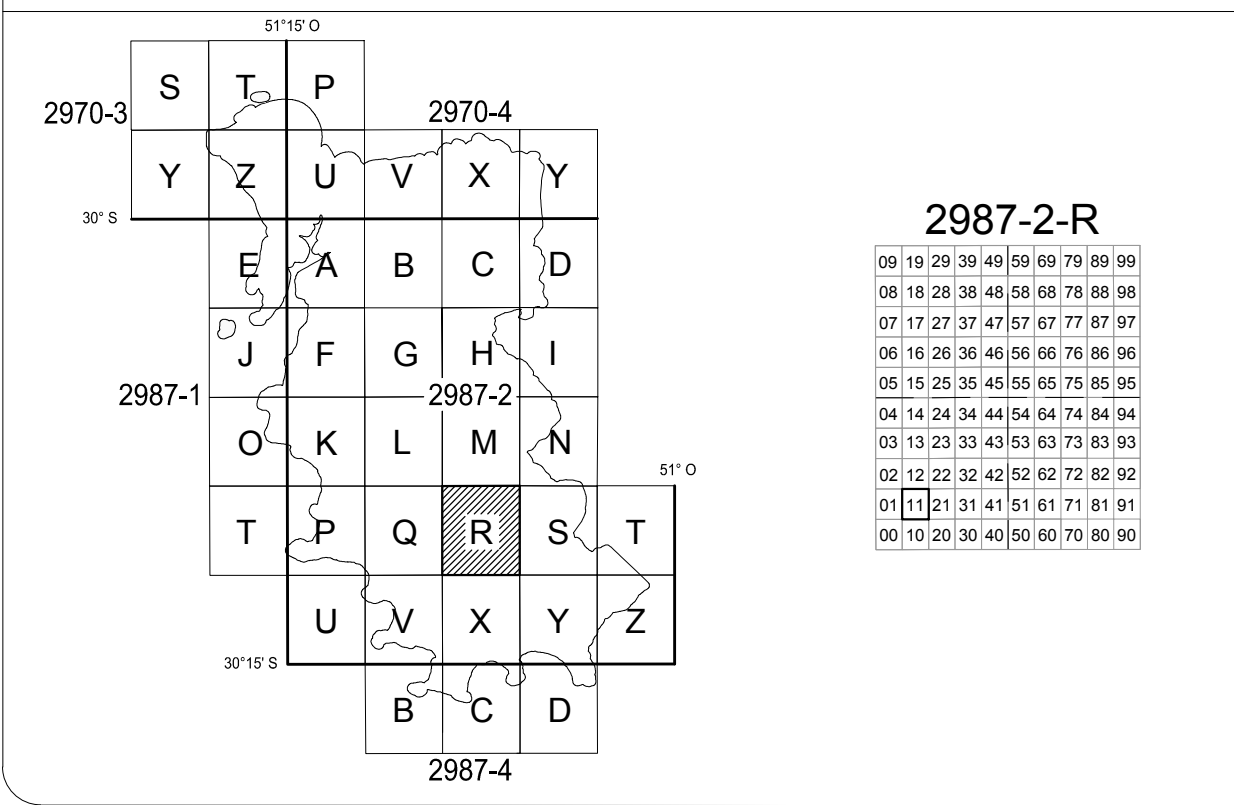 51°15' O
S T P
2970-3
2970-4
Y Z U V X Y
30° S
E A B C D
J F G H I
2987-1
2987-2
O K L M N
51° O
T P Q R S T
U V X Y Z
30°15' S
B C D
2987-4
2987-2-R
09 19 29 39 49 59 69 79 89 99
08 18 28 38 48 58 68 78 88 98
07 17 27 37 47 57 67 77 87 97
06 16 26 36 46 56 66 76 86 96
05 15 25 35 45 55 65 75 85 95
04 14 24 34 44 54 64 74 84 94
03 13 23 33 43 53 63 73 83 93
02 12 22 32 42 52 62 72 82 92
01 11 21 31 41 51 61 71 81 91
00 10 20 30 40 50 60 70 80 90